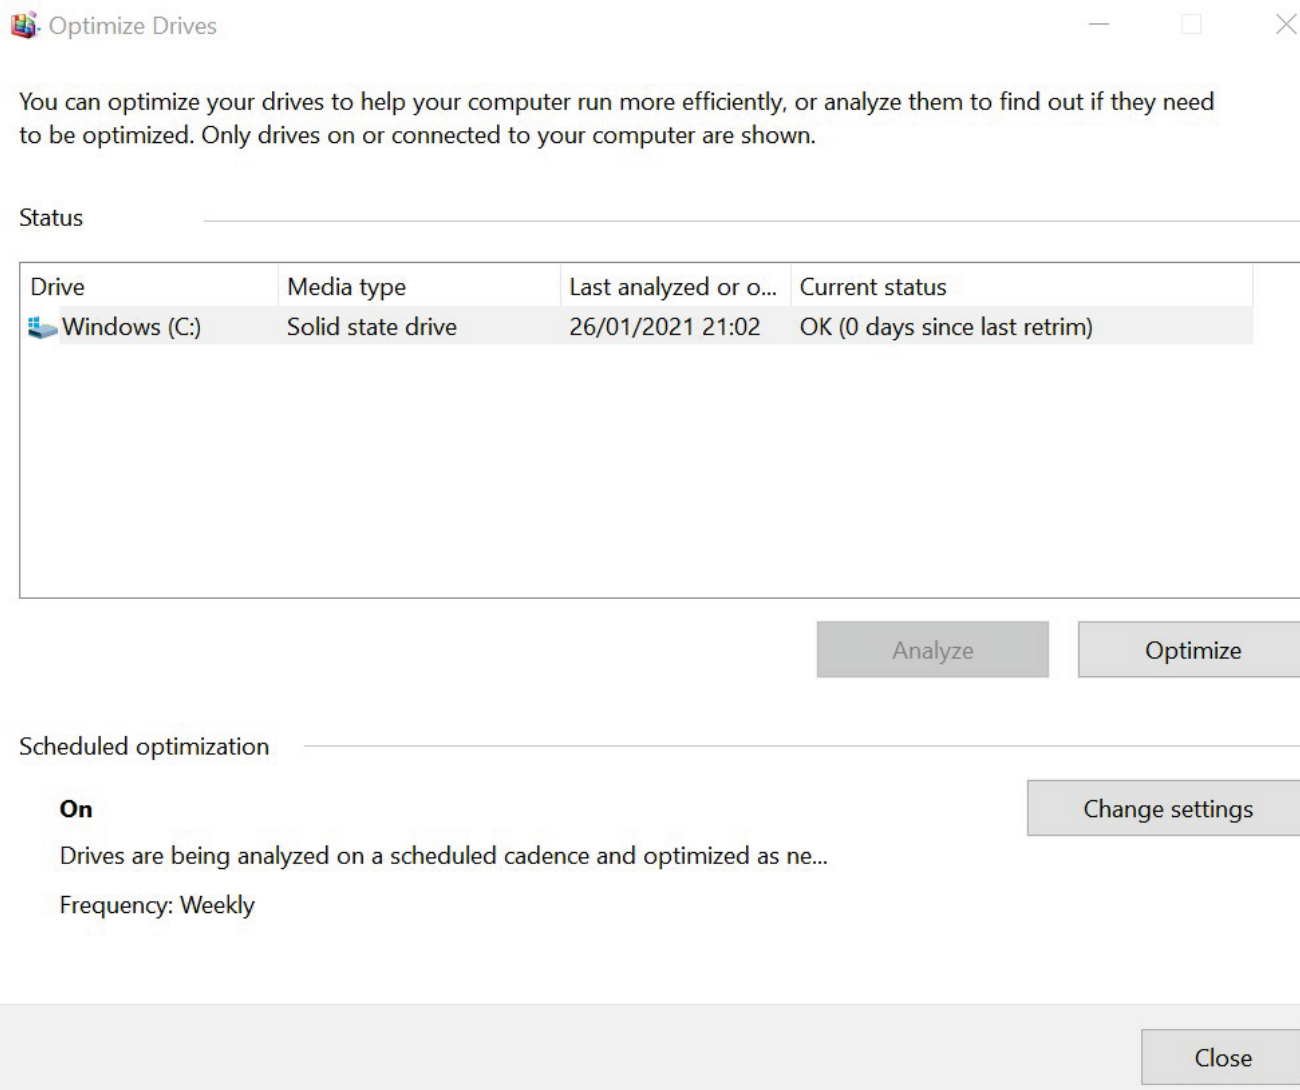 Optimize Drives
You can optimize your drives to help your computer run more efficiently, or analyze them to find out if they need
to be optimized. Only drives on or connected to your computer are shown.
Status
Drive Media type Last analyzed or o... Current status
Windows (C:) Solid state drive 26/01/2021 21:02 OK (0 days since last retrim)
Analyze Optimize
Scheduled optimization
On
Change settings
Drives are being analyzed on a scheduled cadence and optimized as ne...
Frequency: Weekly
Close